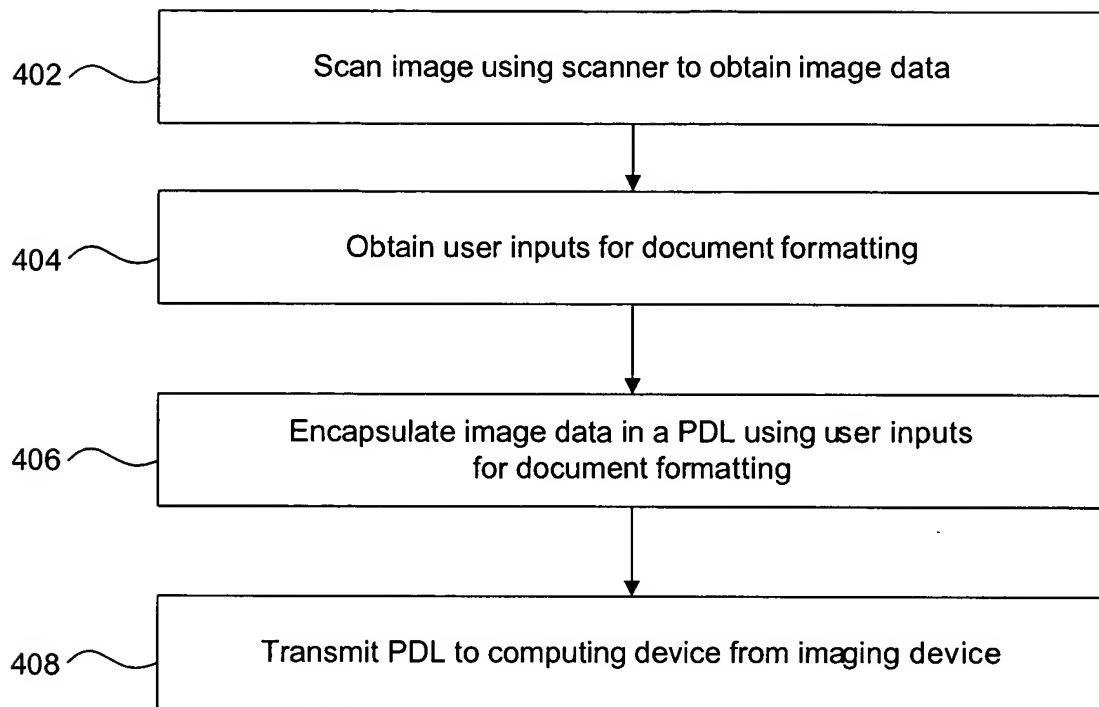 402
Scan image using scanner to obtain image data
404
Obtain user inputs for document formatting
406
Encapsulate image data in a PDL using user inputs
for document formatting
408
Transmit PDL to computing device from imaging device